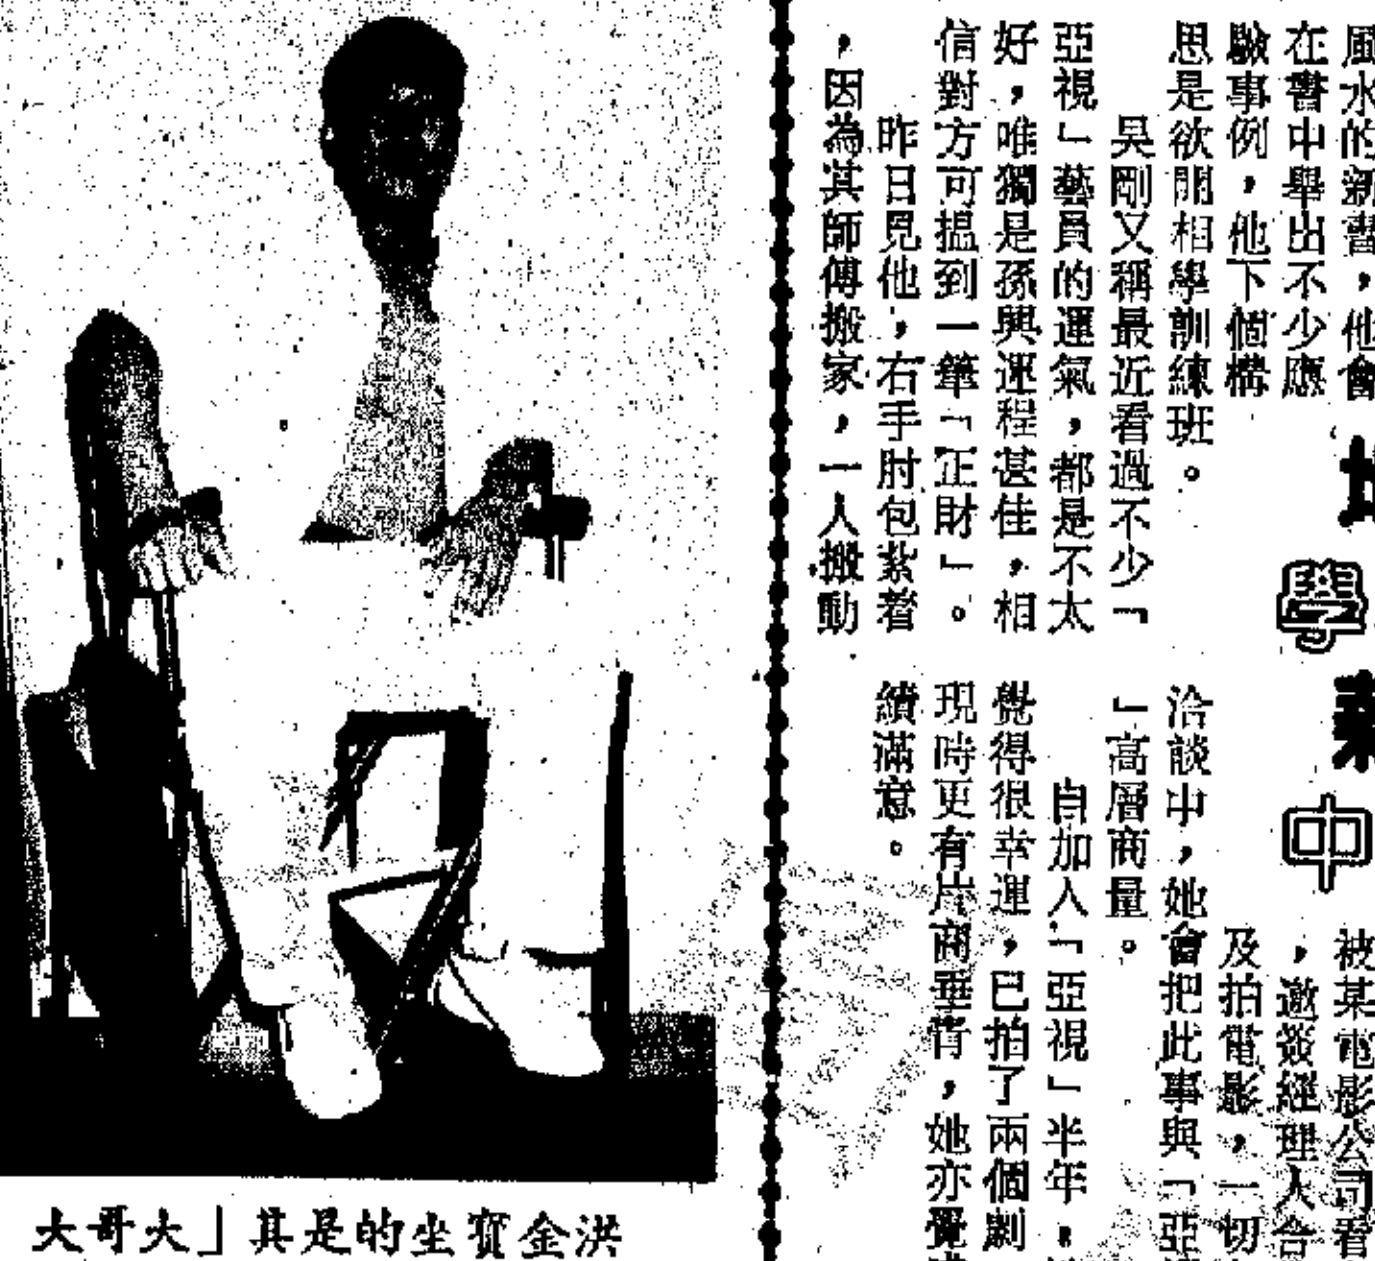 風水的新書，他會
在書中舉出不少應
驗事例，他下個構
思是欲開相學訓練班。
吳剛又稱最近看過不少「
亞視」藝員的運氣，都是不太
好，唯獨是孫興運程甚佳，相
信對方可搵到一筆「正財」。
昨日見他，右手肘包紮着
，因為其師傅搬家，一人搬動
學
中
被某電影公司看
，邀簽經理人合
及拍電影，一切
洽談中，她會把此事與「亞
」高層商量。
自加入「亞視」半年，
覺得很幸運，已拍了兩個劇
現時更有片商垂青，她亦覺
績滿意。
洪金寶坐的是其「大哥大